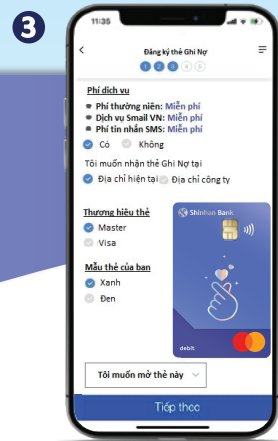 3
11:35
Đăng ký thẻ Ghi Nợ
1 2 3 4 5
Phí dịch vụ
Phí thường niên: Miễn phí
Dịch vụ Smail VN: Miễn phí
Phí tin nhắn SMS: Miễn phí
Có Không
Tôi muốn nhận thẻ Ghi Nợ tại
Địa chỉ hiện tại Địa chỉ công ty
Thương hiệu thẻ
Master
Visa
Mẫu thẻ của bạn
Xanh
Đen
Shinhan Bank
debit
Tôi muốn mở thẻ này
Tiếp theo